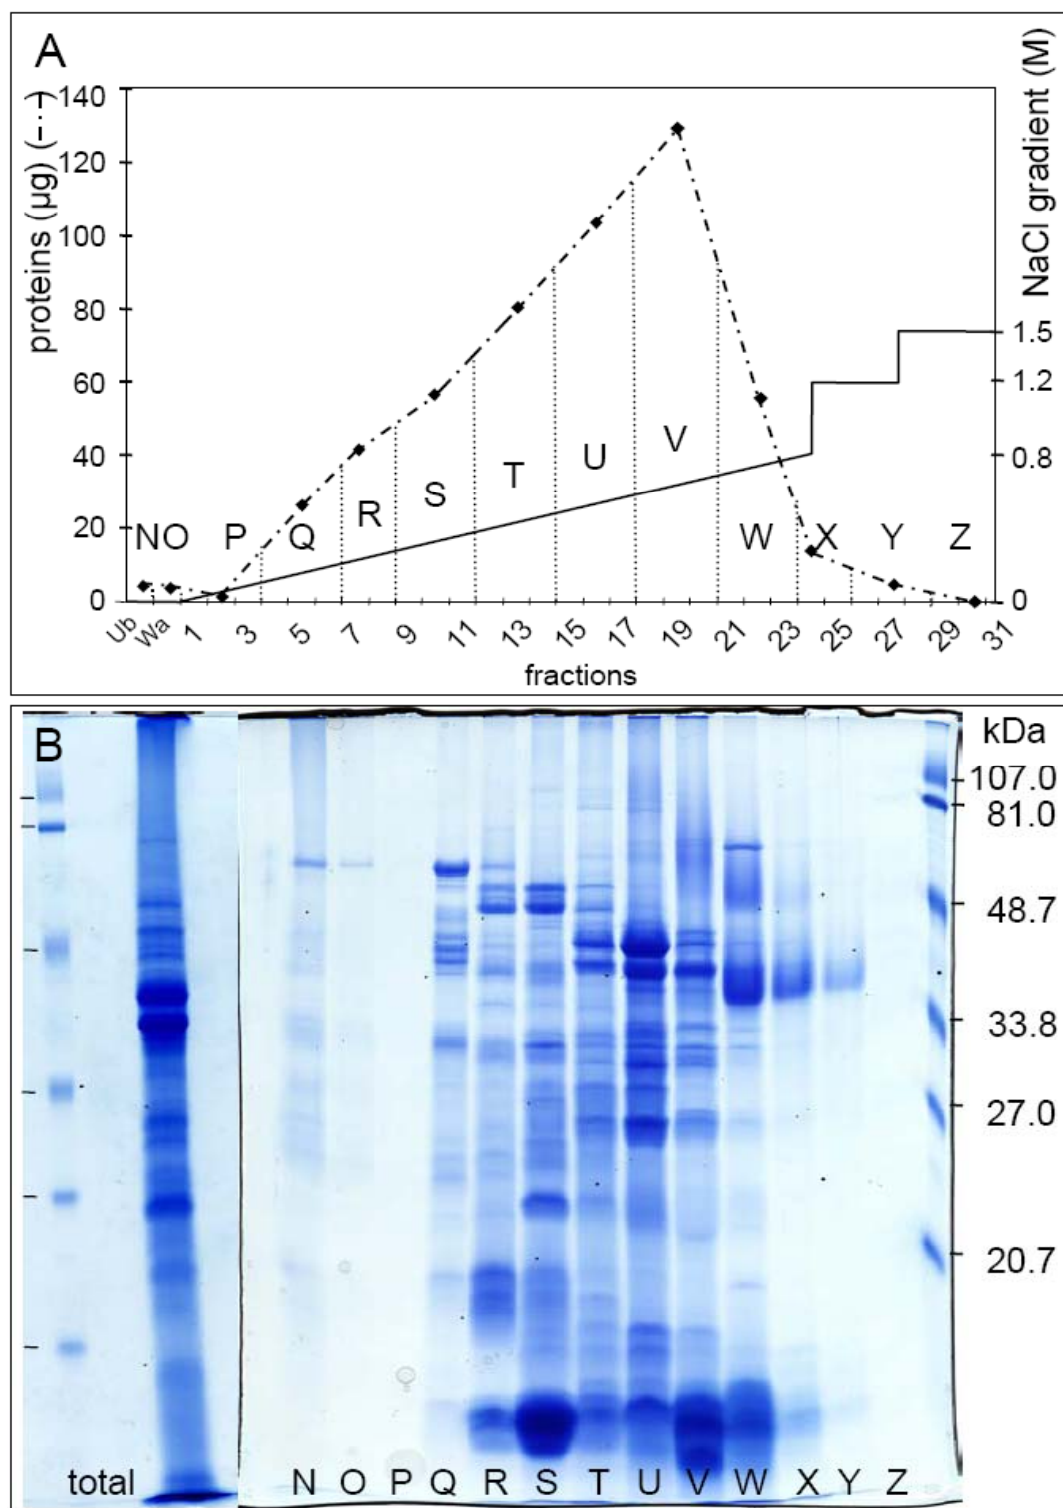 A
proteins (µg) (-·-)
NaCl gradient (M)
140
120
100
80
60
40
20
0
1.5
1.2
0.8
0
N O P Q R S T U V W X Y Z
Ub Wa 1 3 5 7 9 11 13 15 17 19 21 23 25 27 29 31
fractions
B
kDa
107.0
81.0
48.7
33.8
27.0
20.7
total N O P Q R S T U V W X Y Z